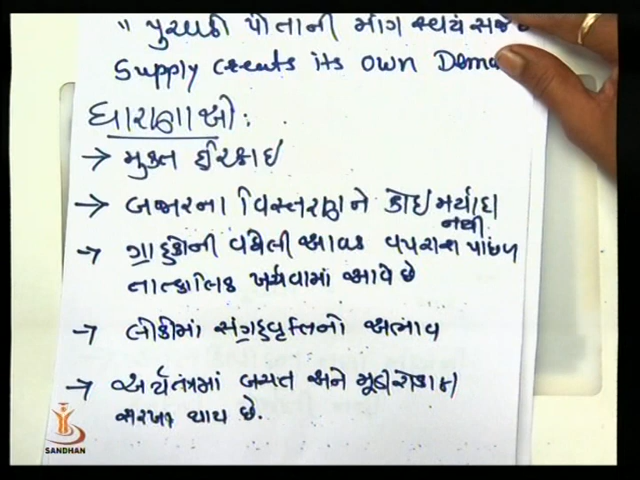 " પુરવઠો પોતાની માંગ સ્વયં સર્જે
Supply creats its own Dema
ધારણાઓ :
→ મુક્ત હરિફાઇ
→ બજારના વિસ્તરણને કોઇ મર્યાદા નથી.
→ ગ્રાહકોની વધેલી આવક વપરાશ પાછળ
તાત્કાલિક ખર્ચવામાં આવે છે
→ લોકોમાં સંગ્રહવૃત્તિનો અભાવ
→ અર્થતંત્રમાં બચત અને મૂડીરોકાણ
સરખા થાય છે.
SANDHAN